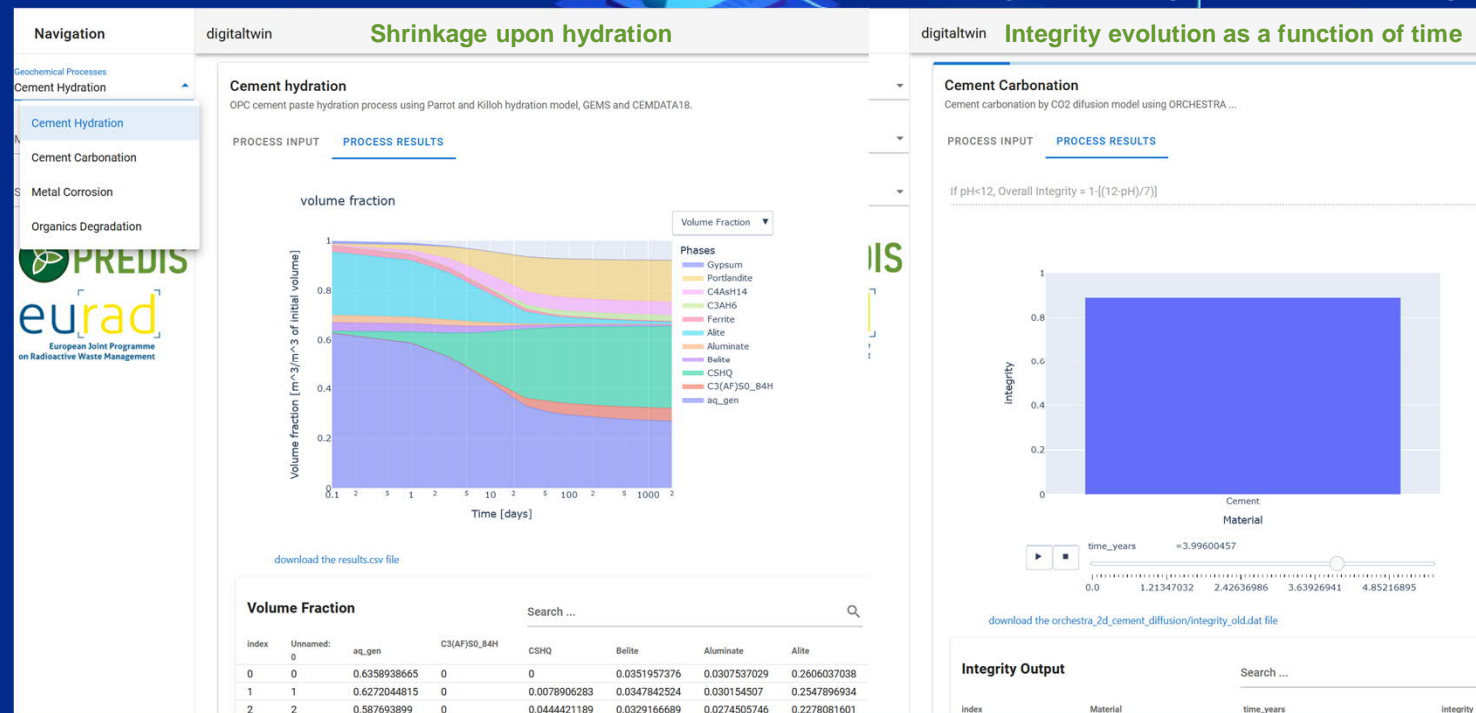 Navigation
digitaltwin
Shrinkage upon hydration
Geochemical Processes
Cement Hydration
Cement Hydration
Cement Carbonation
Metal Corrosion
Organics Degradation
PREDIS
eurad
European Joint Programme
on Radioactive Waste Management
Cement hydration
OPC cement paste hydration process using Parrot and Killoh hydration model, GEMS and CEMDATA18.
PROCESS INPUT PROCESS RESULTS
volume fraction
Volume Fraction
Phases
Gypsum
Portlandite
C4AsH14
C3AH6
Ferrite
Alite
Aluminate
Belite
CSHQ
C3(AF)S0_84H
aq_gen
Volume fraction [m^3/m^3 of initial volume]
1
0.8
0.6
0.4
0.2
0
0.1 2 5 1 2 5 10 2 5 100 2 5 1000 2
Time [days]
download the results.csv file
Volume Fraction
Search ...
index Unnamed: 0 aq_gen C3(AF)S0_84H CSHQ Belite Aluminate Alite
0 0 0.6358938665 0 0 0.0351957376 0.0307537029 0.2606037038
1 1 0.6272044815 0 0.0078906283 0.0347842524 0.030154507 0.2547896934
2 2 0.587693899 0 0.0444421189 0.0329166689 0.0274505746 0.2278081601
digitaltwin
Integrity evolution as a function of time
IS
Cement Carbonation
Cement carbonation by CO2 difusion model using ORCHESTRA ...
PROCESS INPUT PROCESS RESULTS
If pH<12, Overall Integrity = 1-[(12-pH)/7)]
integrity
1
0.8
0.6
0.4
0.2
0
Cement
Material
time_years =3.99600457
0.0 1.21347032 2.42636986 3.63926941 4.85216895
download the orchestra_2d_cement_diffusion/integrity_old.dat file
Integrity Output
Search ...
index Material time_years integrity